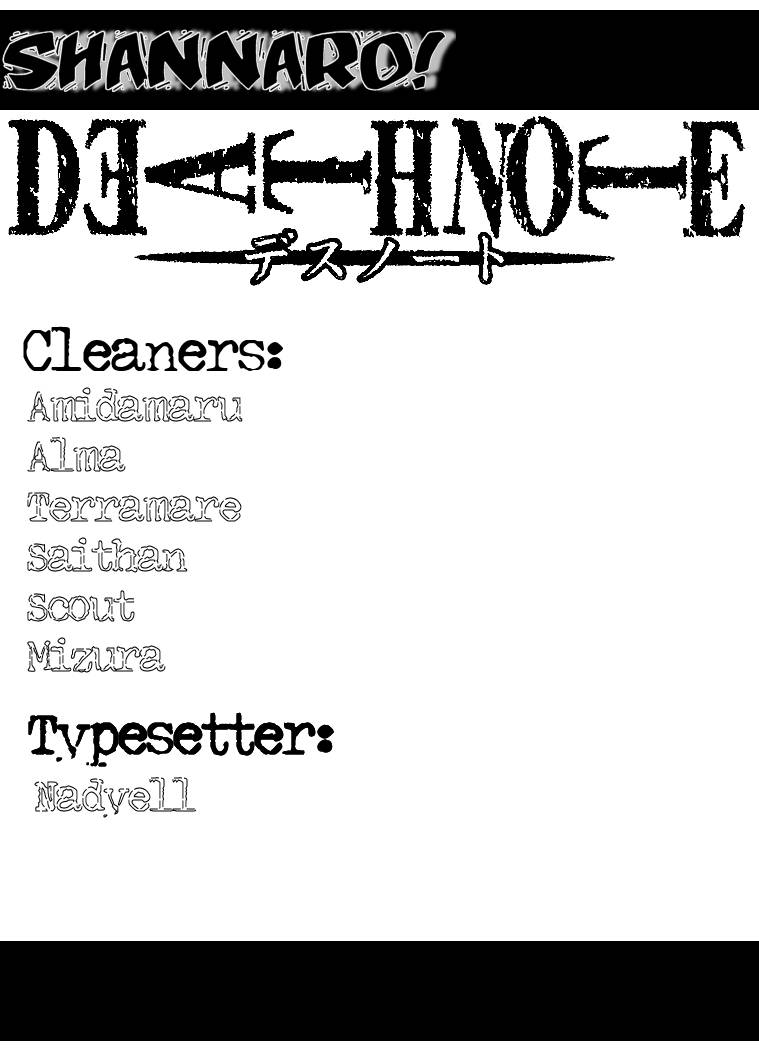 SHANNARO!
DEATH NOTE
デスノート
Cleaners:
Amidamaru
Alma
Terramare
Saithan
Scout
Mizura
Typesetter:
Nadyell